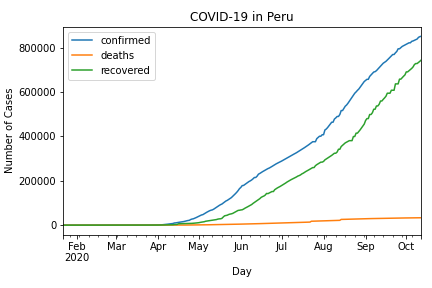 COVID-19 in Peru
confirmed
deaths
recovered
Number of Cases
800000
600000
400000
200000
0
Feb Mar Apr May Jun Jul Aug Sep Oct
2020
Day